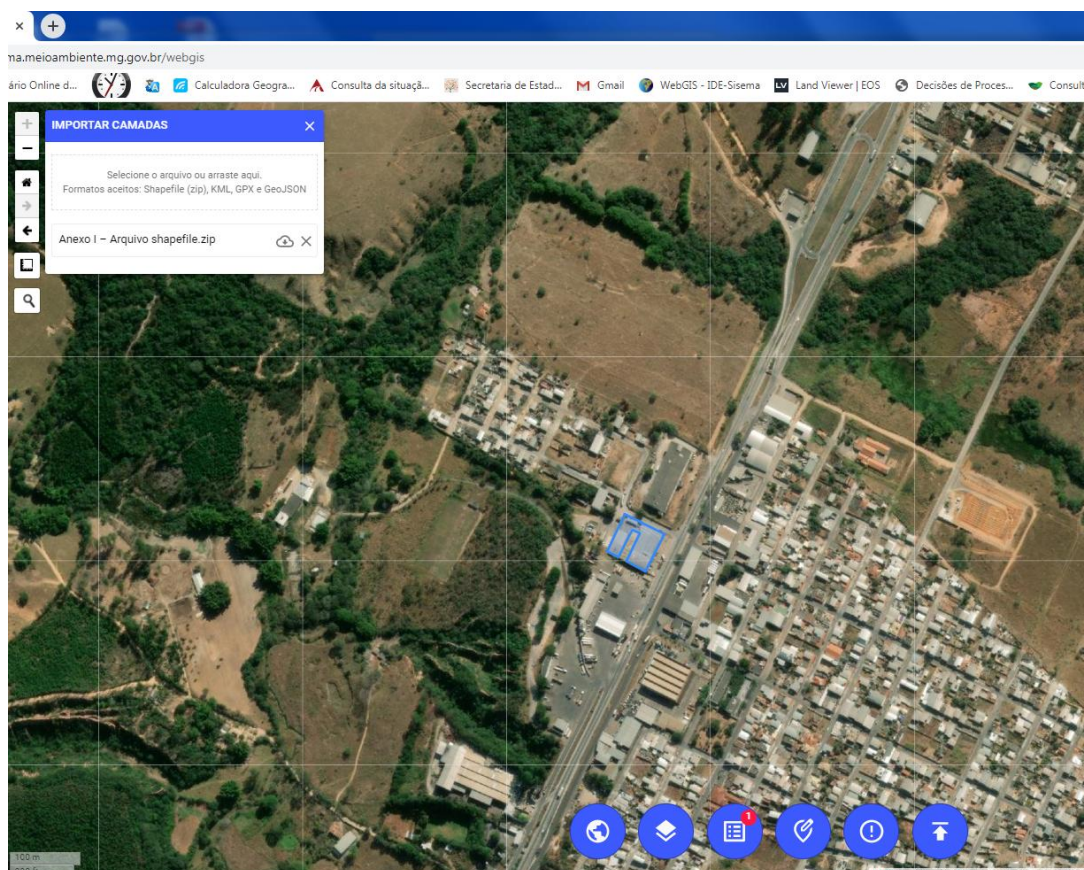 ma.meioambiente.mg.gov.br/webgis
ário Online d... Calculadora Geogra... Consulta da situaçã... Secretaria de Estad... Gmail WebGIS - IDE-Sisema LV Land Viewer | EOS Decisões de Proces... Consult
IMPORTAR CAMADAS
Selecione o arquivo ou arraste aqui.
Formatos aceitos: Shapefile (zip), KML, GPX e GeoJSON
Anexo I – Arquivo shapefile.zip
1
100 m